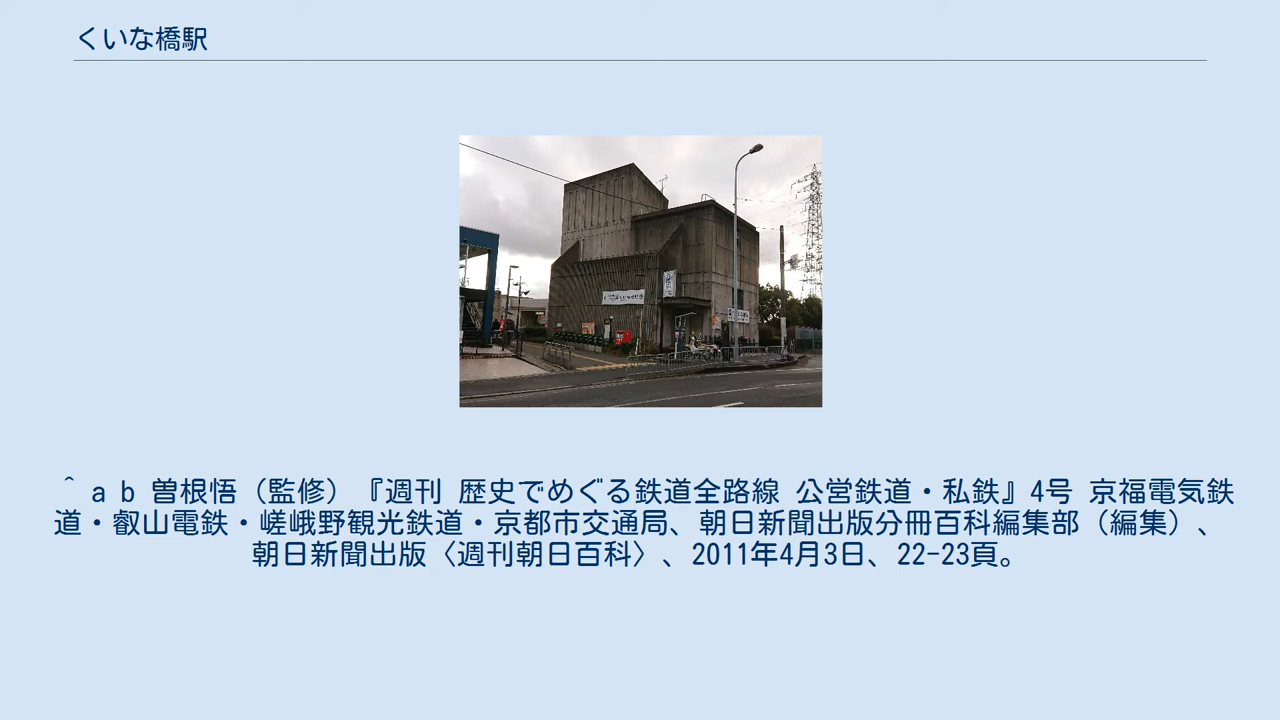 くいな橋駅
^ a b 曽根悟（監修）『週刊 歴史でめぐる鉄道全路線 公営鉄道・私鉄』4号 京福電気鉄
道・叡山電鉄・嵯峨野観光鉄道・京都市交通局、朝日新聞出版分冊百科編集部（編集）、
朝日新聞出版〈週刊朝日百科〉、2011年4月3日、22-23頁。